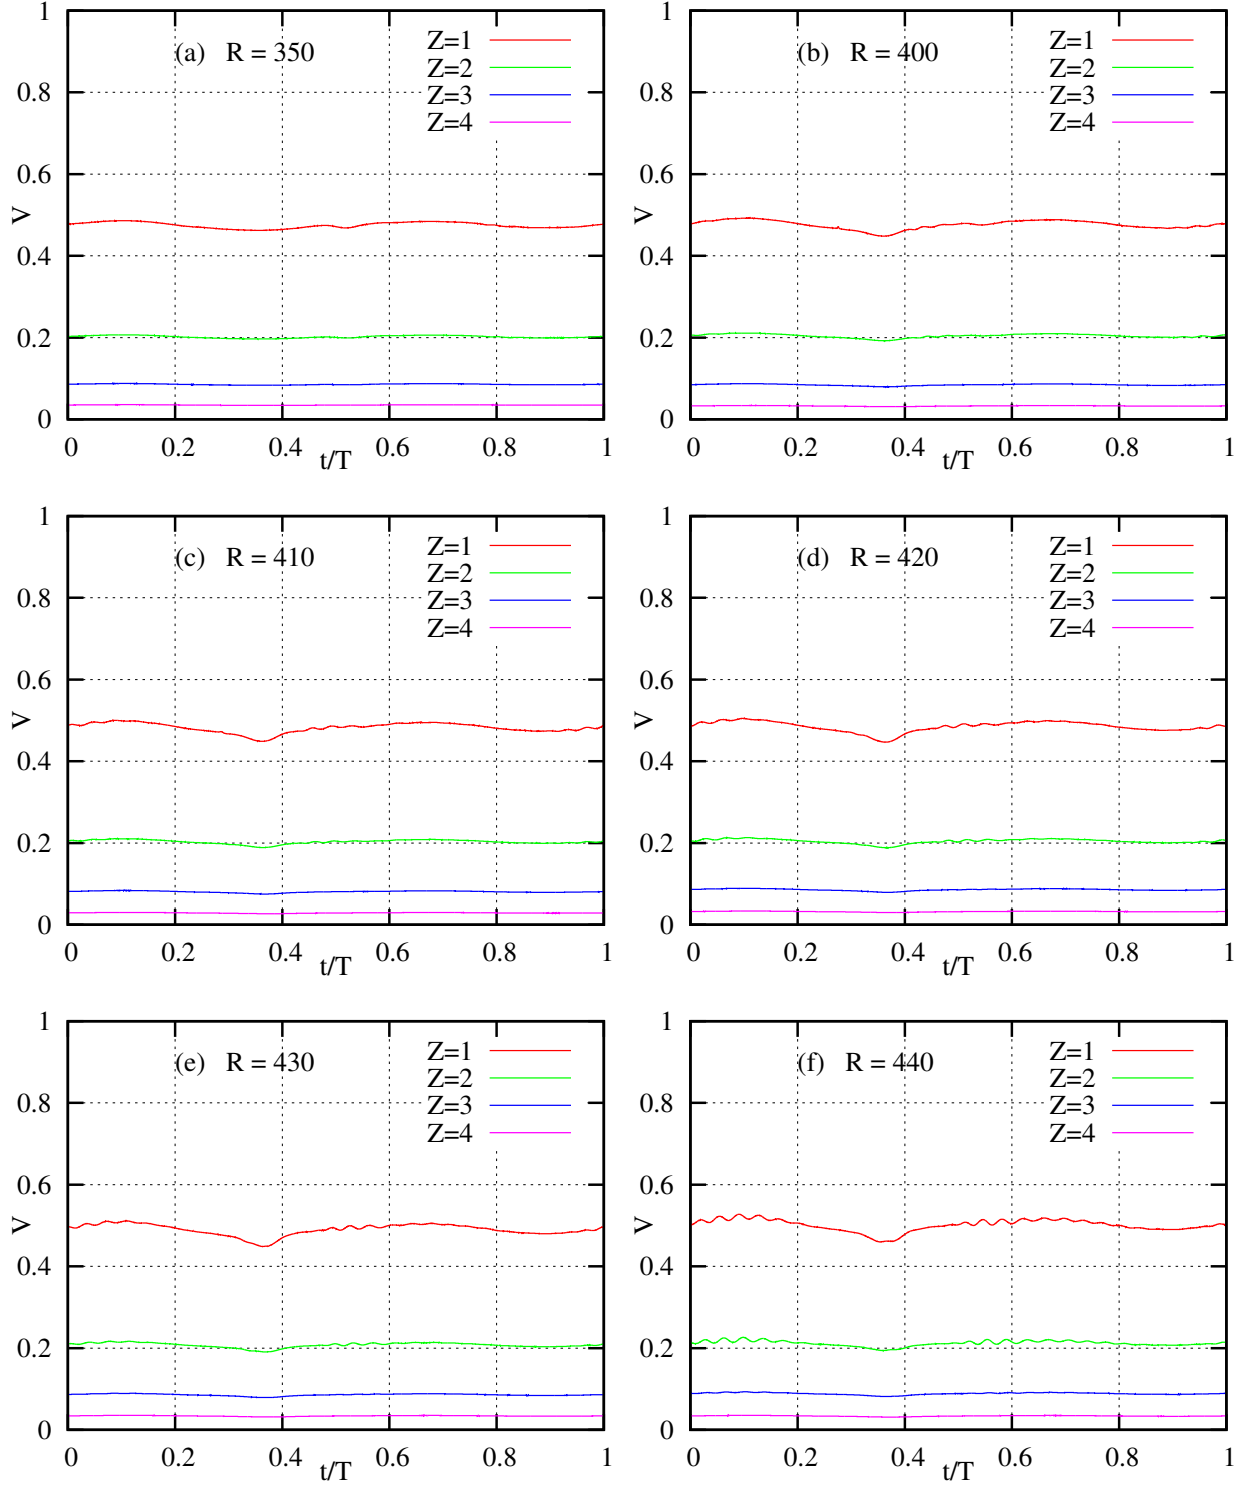 (a) R = 350
Z=1
Z=2
Z=3
Z=4
1
0.8
0.6
0.4
0.2
0
V
0 0.2 0.4 0.6 0.8 1
t/T
(b) R = 400
Z=1
Z=2
Z=3
Z=4
1
0.8
0.6
0.4
0.2
0
V
0 0.2 0.4 0.6 0.8 1
t/T
(c) R = 410
Z=1
Z=2
Z=3
Z=4
1
0.8
0.6
0.4
0.2
0
V
0 0.2 0.4 0.6 0.8 1
t/T
(d) R = 420
Z=1
Z=2
Z=3
Z=4
1
0.8
0.6
0.4
0.2
0
V
0 0.2 0.4 0.6 0.8 1
t/T
(e) R = 430
Z=1
Z=2
Z=3
Z=4
1
0.8
0.6
0.4
0.2
0
V
0 0.2 0.4 0.6 0.8 1
t/T
(f) R = 440
Z=1
Z=2
Z=3
Z=4
1
0.8
0.6
0.4
0.2
0
V
0 0.2 0.4 0.6 0.8 1
t/T